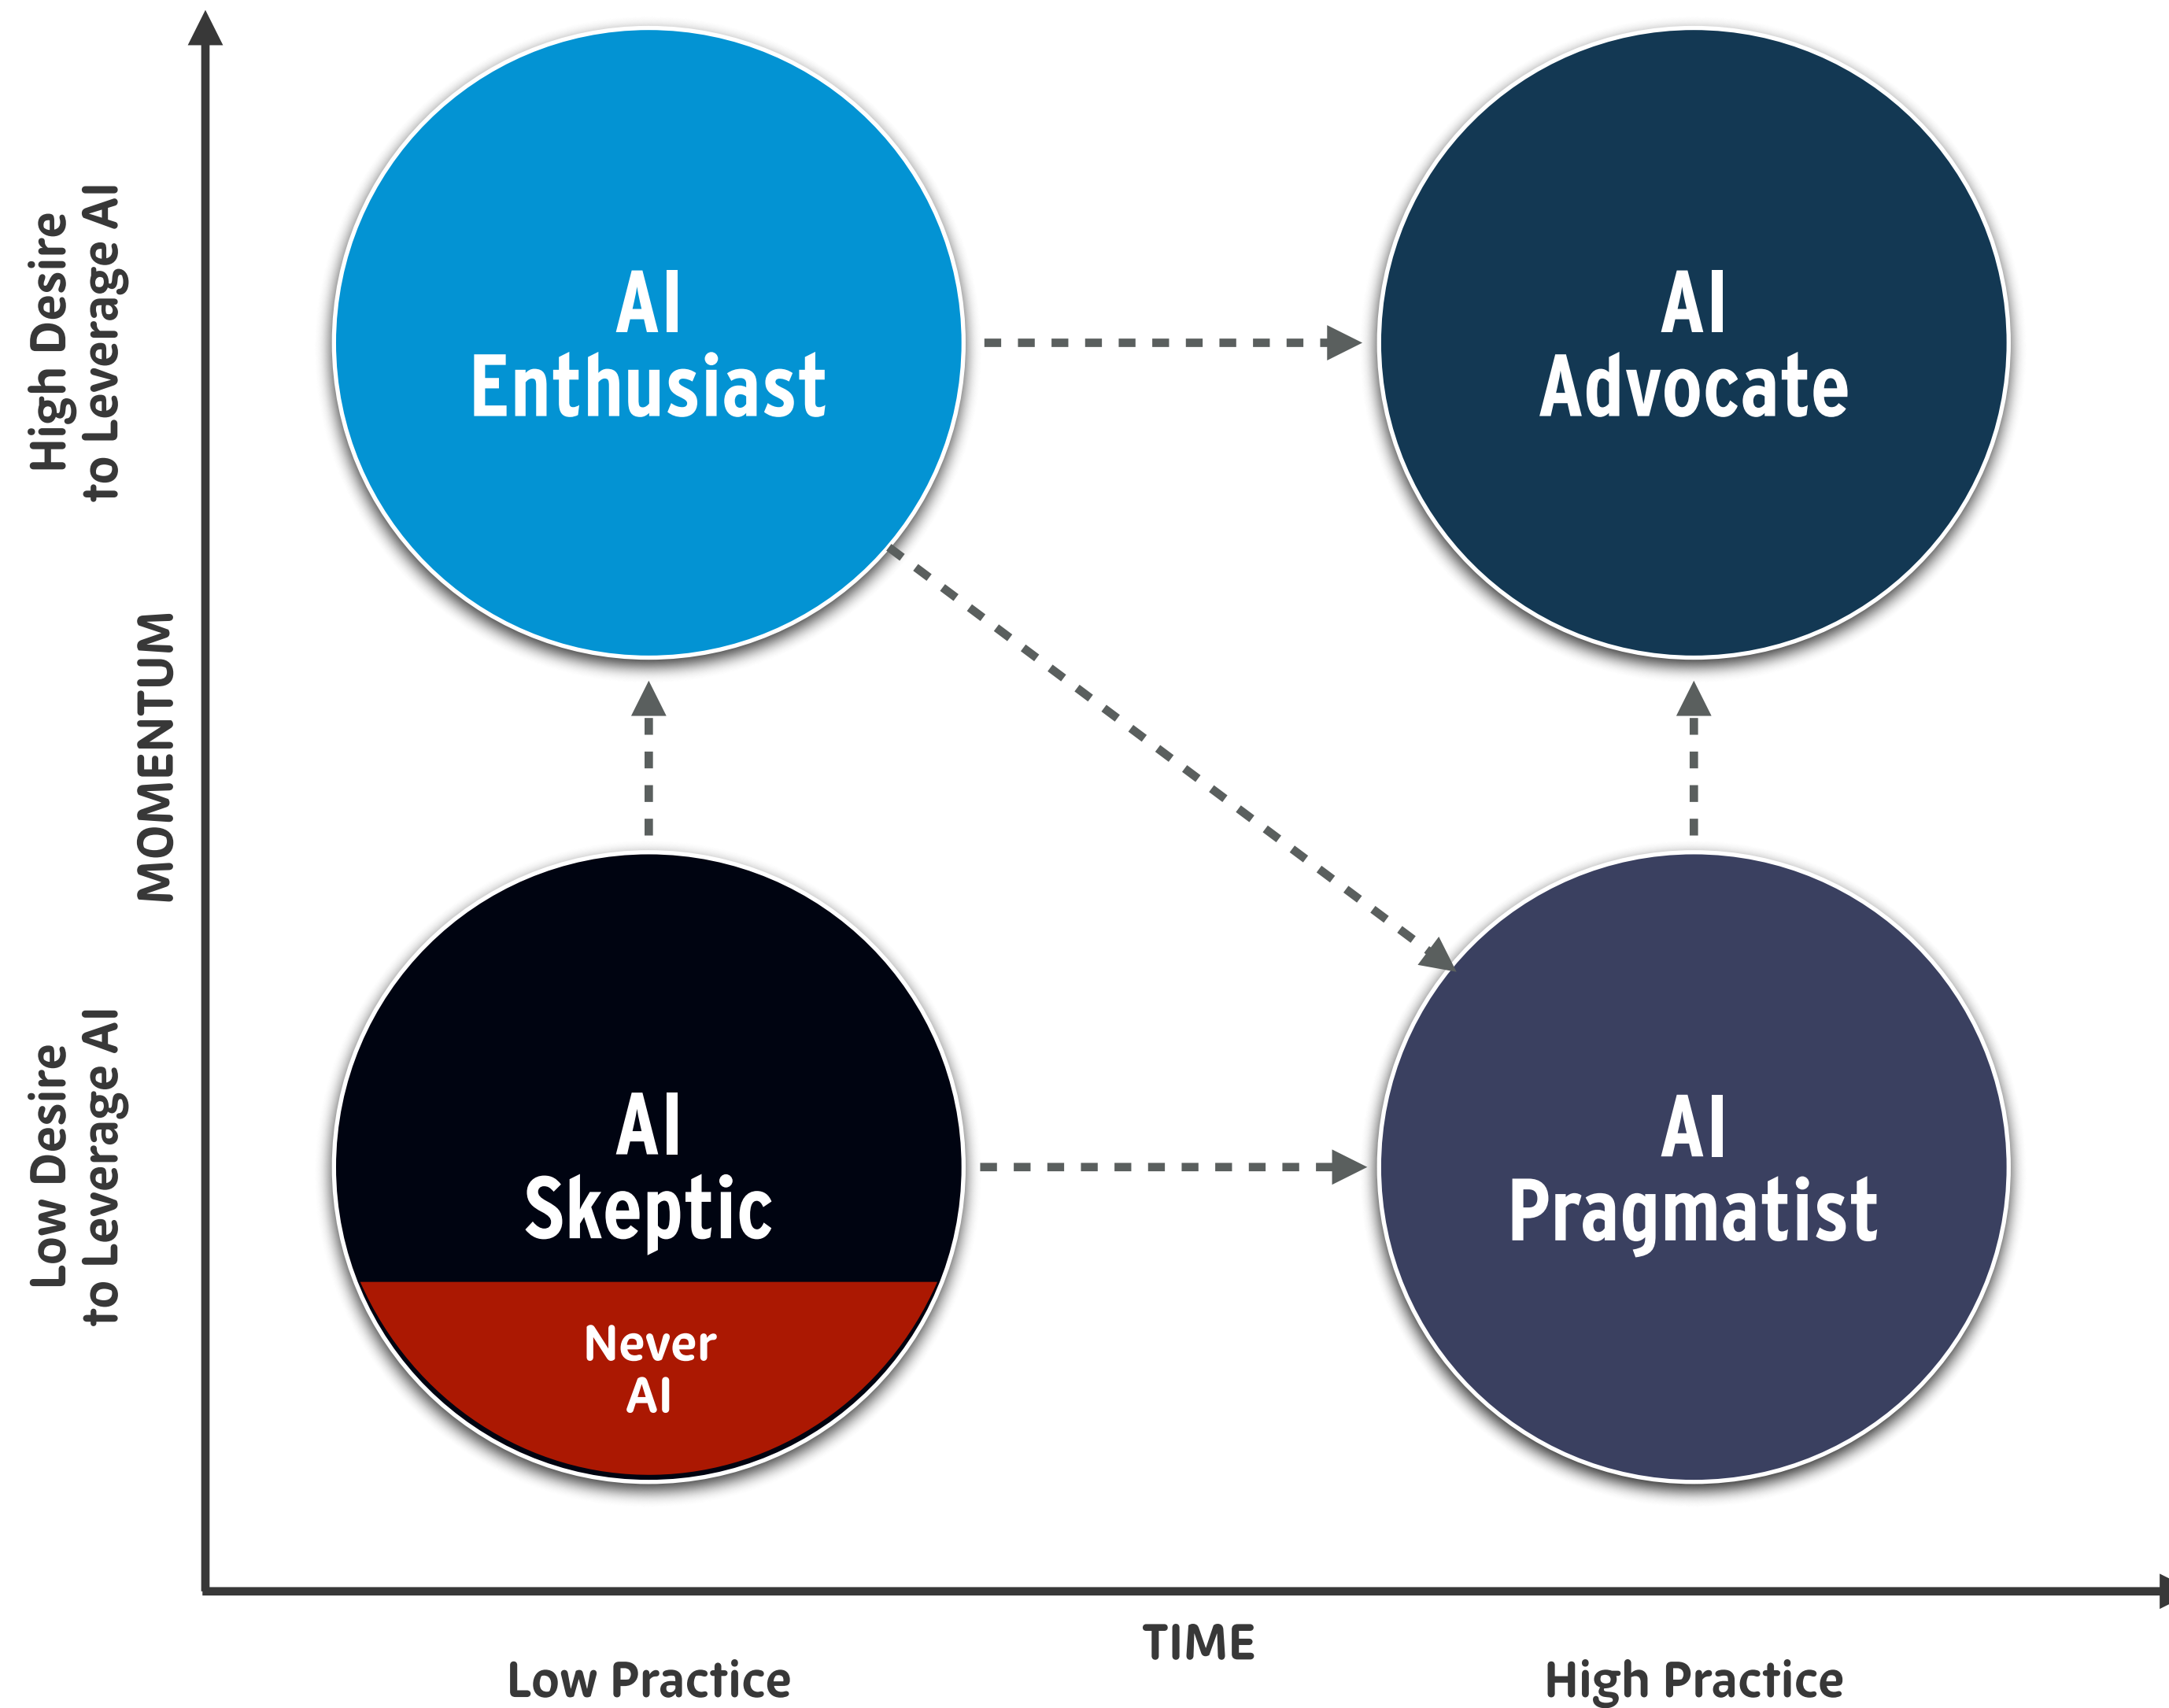 High Desire
to Leverage AI
AI
Enthusiast
AI
Advocate
MOMENTUM
Low Desire
to Leverage AI
AI
Skeptic
Never
AI
AI
Pragmatist
TIME
Low Practice
High Practice